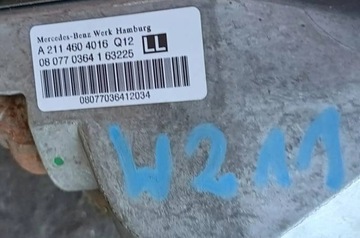 Mercedes-Benz Werk Hamburg
A 211 460 4016 Q12 LL
08 077 0364 1 63225
08077036412034
W211